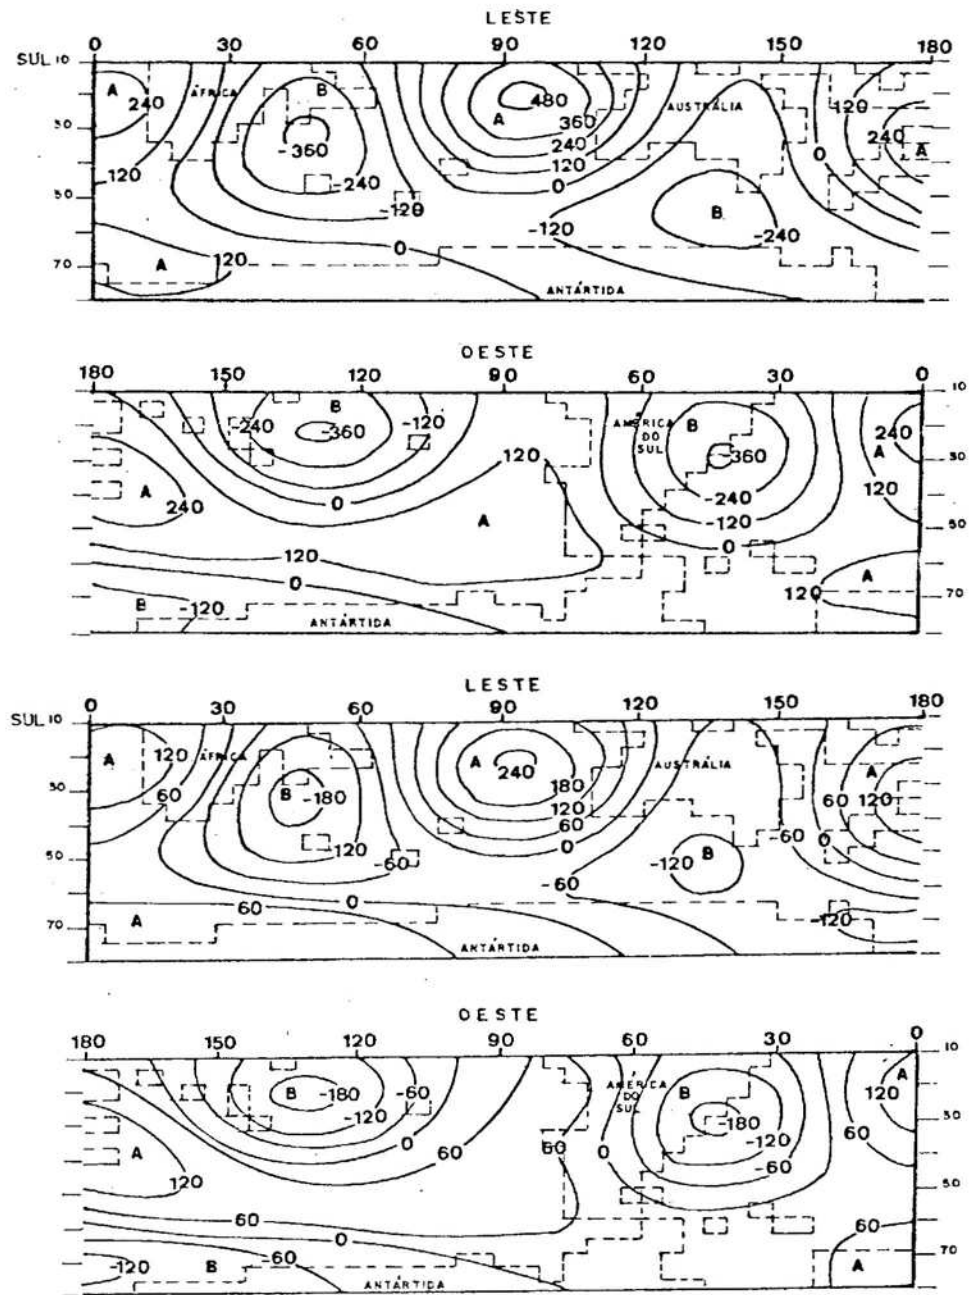 LESTE
SUL 10 0 30 60 90 120 150 180
A 240 ÁFRICA B 480 AUSTRÁLIA 120
30 A 360 240
-360 240 A
120 120 0
50 -240 0 B
-120 -120 -240
120 0
70 A
ANTÁRTIDA
OESTE
180 150 120 90 60 30 0
10
B AMÉRICA DO SUL B 240
-240 -360 -120 A
120 -360 30
A 240 -240 120
0 A -120 50
120 0
0 A
B -120 120 70
ANTÁRTIDA
LESTE
SUL 10 0 30 60 90 120 150 180
A 120 ÁFRICA A AUSTRÁLIA A
240 180
30 60 B -180 120 60 120
60 0
50 120 -60 0 -120 B -60
-60
60 0
70 A -120
ANTÁRTIDA
OESTE
180 150 120 90 60 30 0
10
AMÉRICA DO SUL A
B -180 -60 B 120
-120 -180 30
0 -120 60
A 60 60 0 -60
120 50
60 60
0
-120 -60 A 70
B
ANTÁRTIDA